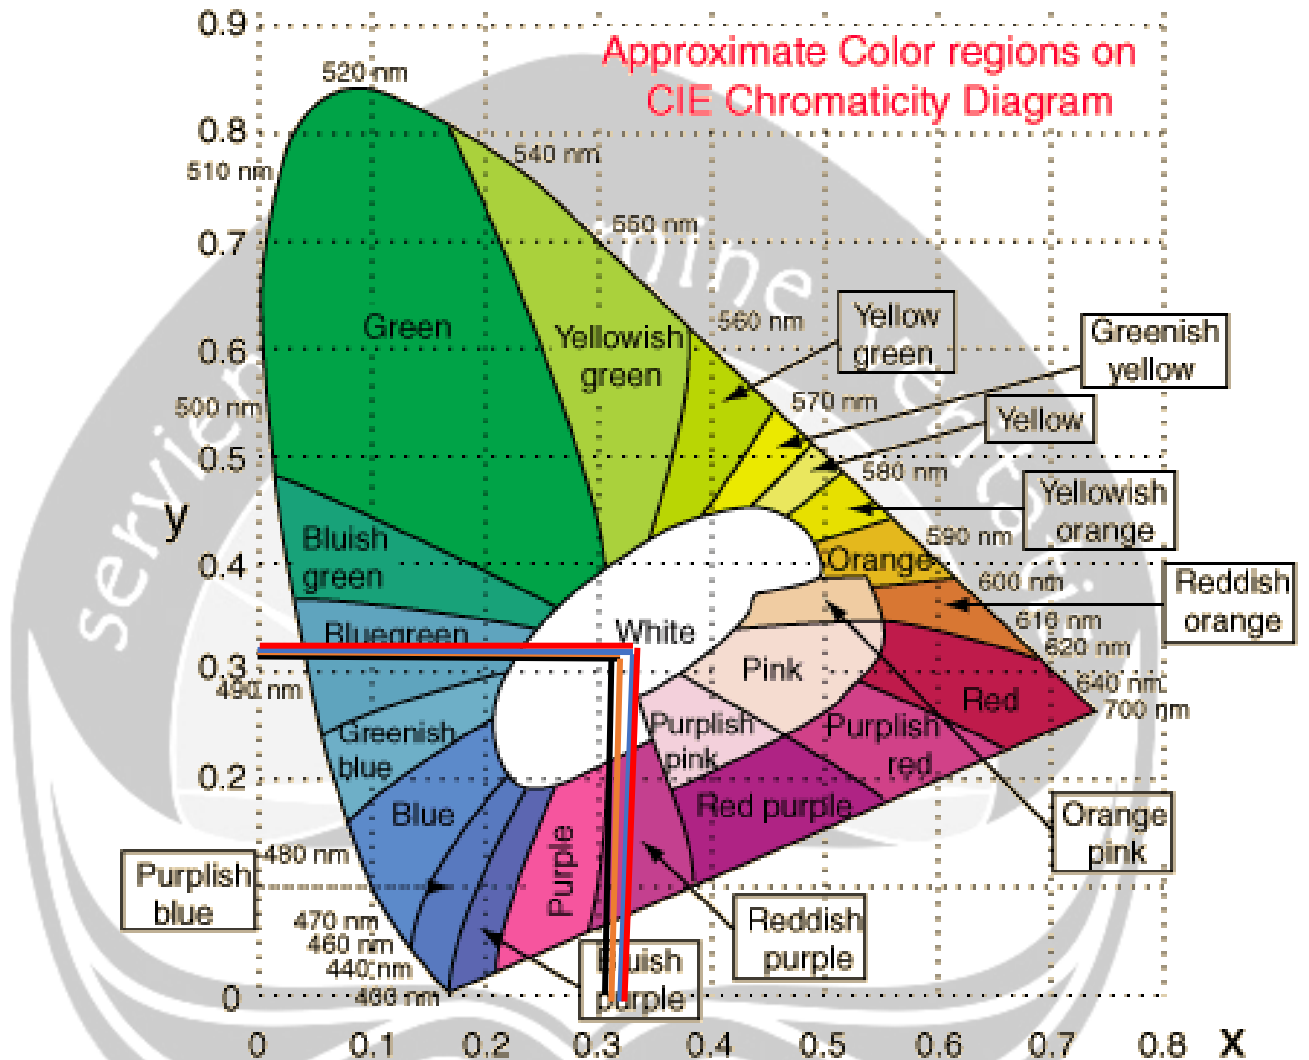 Approximate Color regions on
CIE Chromaticity Diagram
0.9
520 nm
0.8
540 nm
510 nm
550 nm
0.7
560 nm
Yellow
green
Greenish
yellow
Green
Yellowish
green
0.6
570 nm
500 nm
Yellow
0.5
580 nm
Yellowish
orange
y
590 nm
Bluish
green
0.4
Orange
600 nm
Reddish
orange
610 nm
620 nm
Bluegreen
White
0.3
490 nm
Pink
640 nm
700 nm
Red
Greenish
blue
Purplish
pink
Purplish
red
0.2
Blue
Red purple
Orange
pink
480 nm
Purple
Purplish
blue
470 nm
460 nm
440 nm
Reddish
purple
purple
0
0
0.1
0.2
0.3
0.4
0.5
0.6
0.7
0.8
x